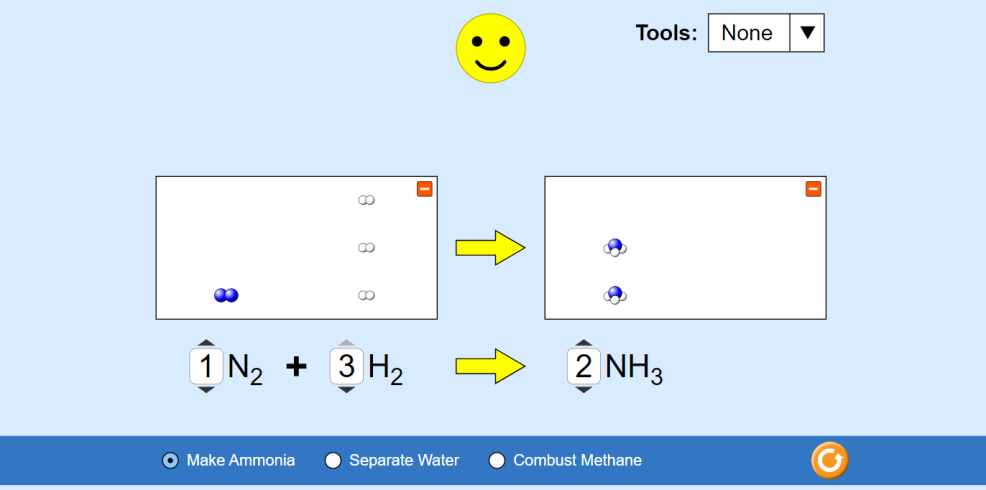 Tools: None
1 N₂ + 3 H₂ 2 NH₃
Make Ammonia Separate Water Combust Methane